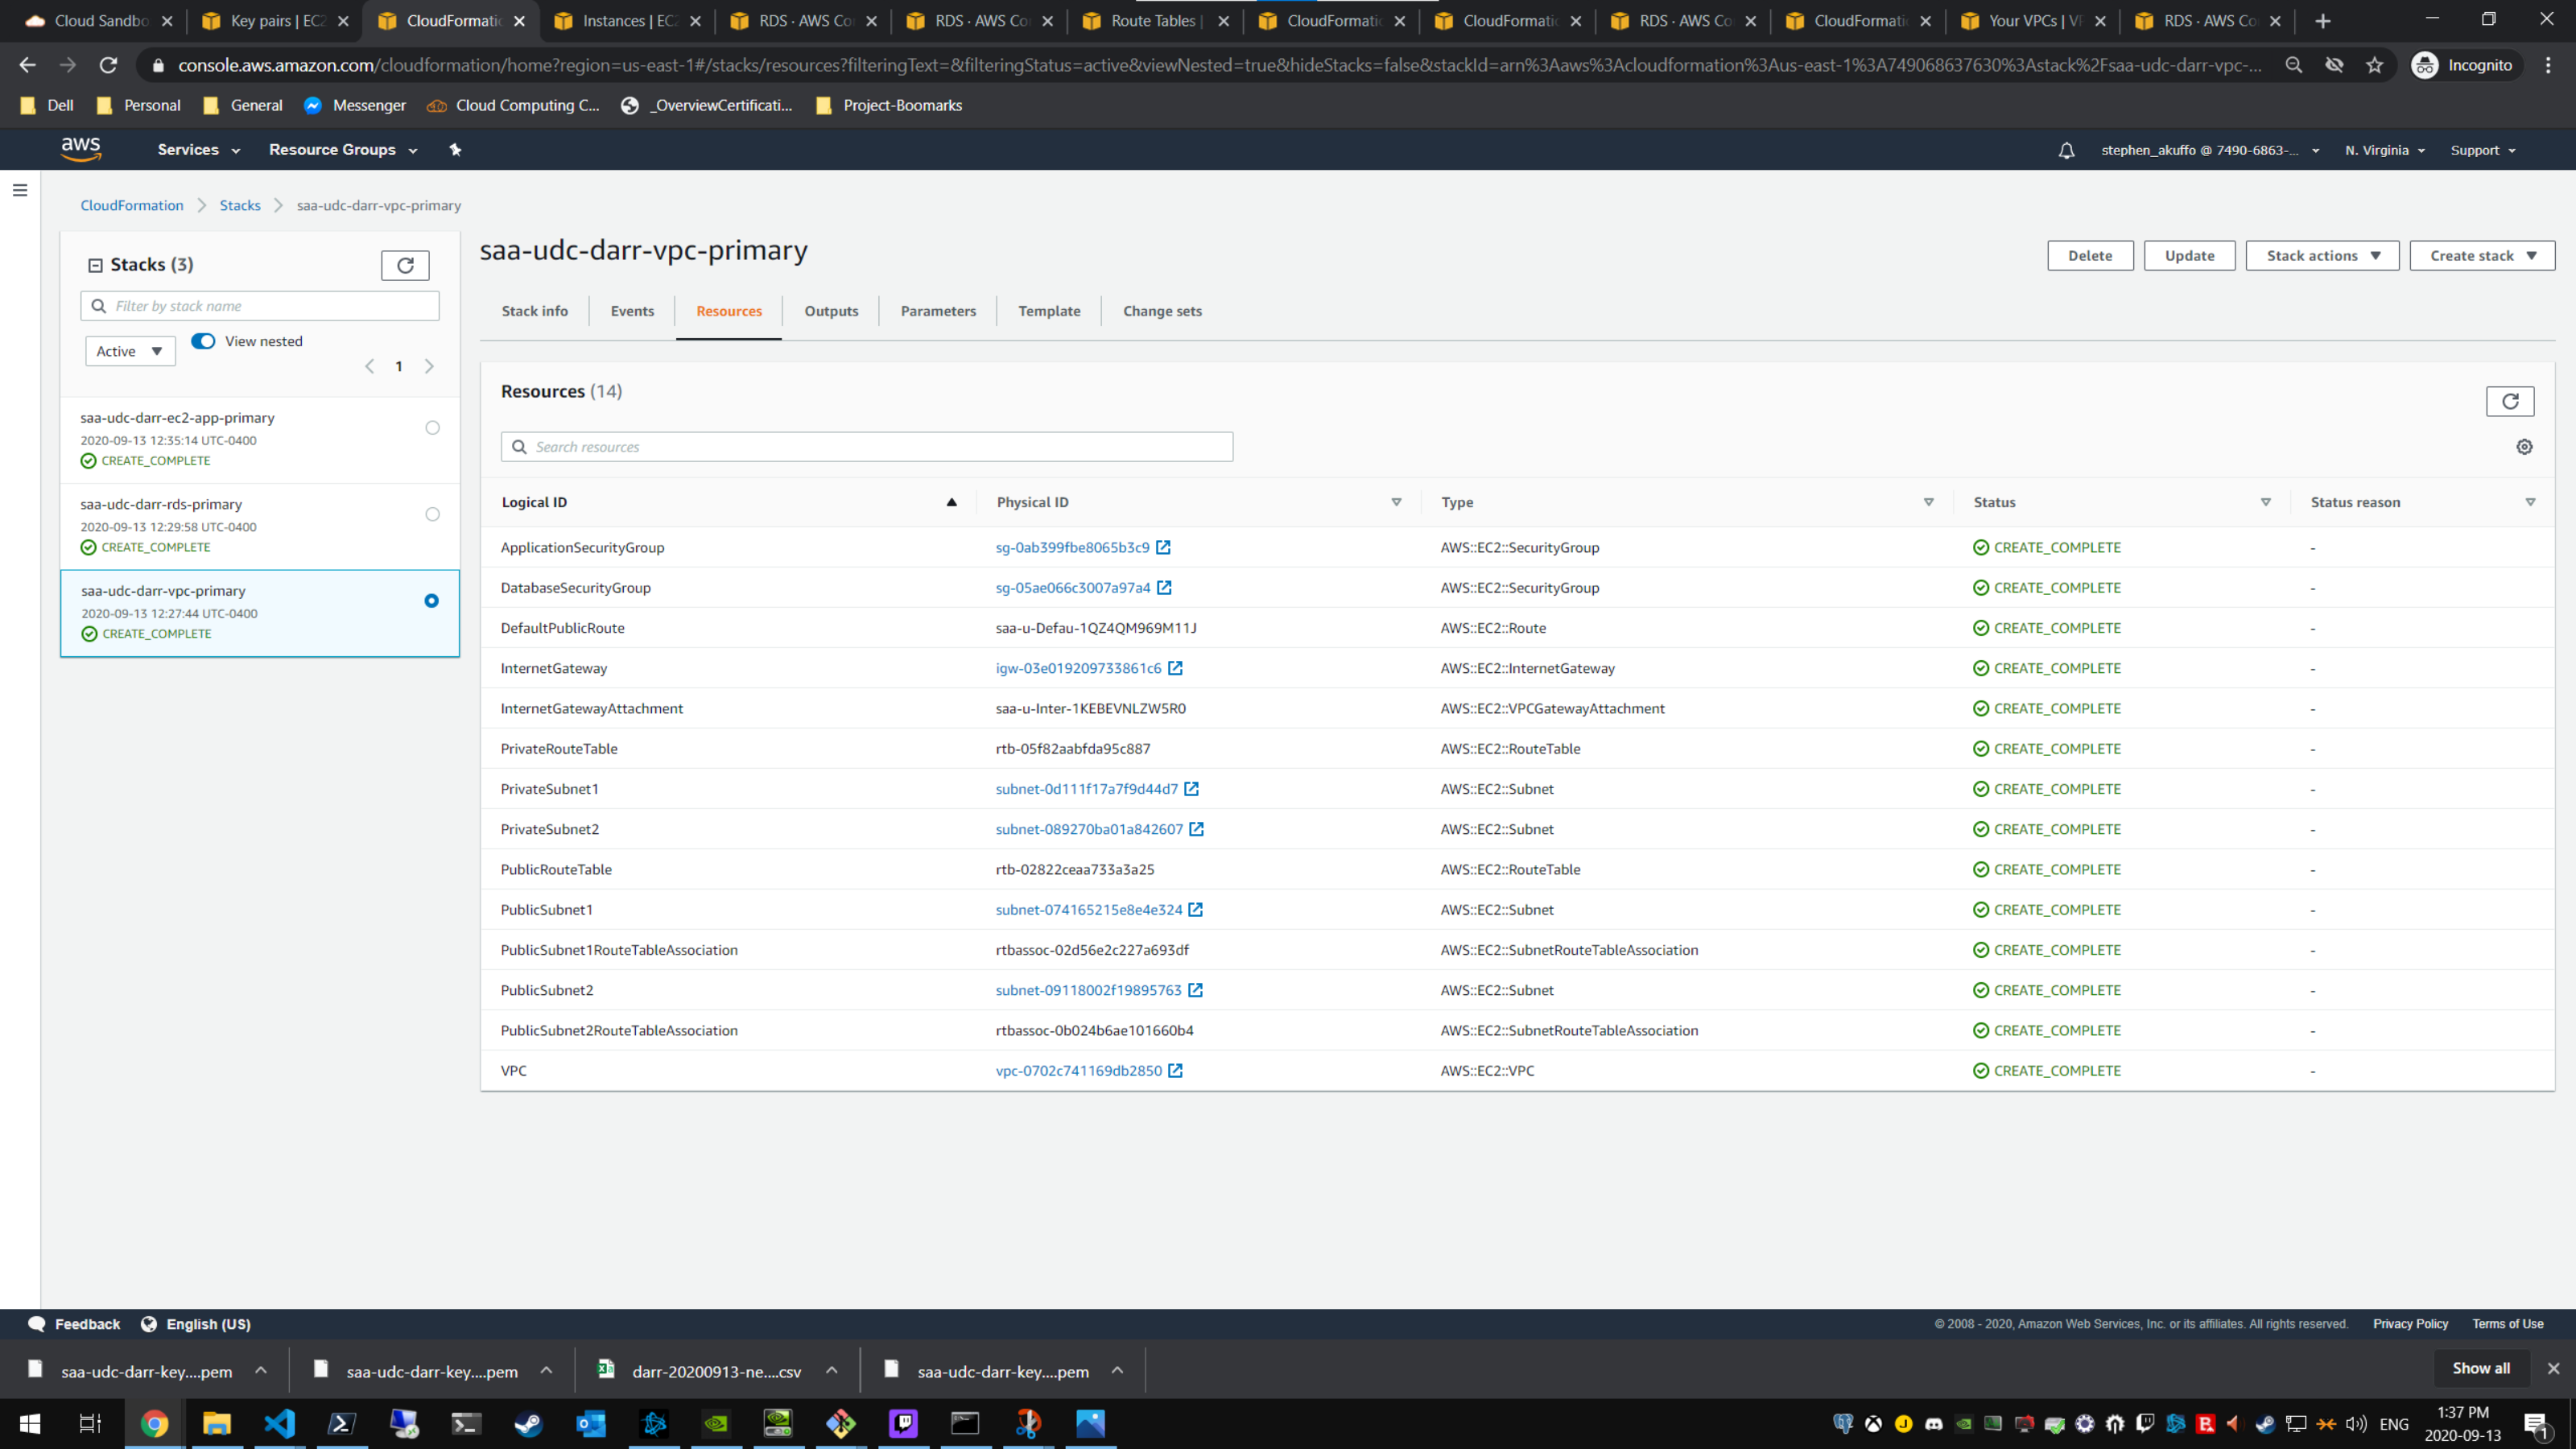 Cloud Sandbo
Key pairs | EC2
CloudFormatic
Instances | EC2
RDS · AWS Co
RDS · AWS Co
Route Tables |
CloudFormatic
CloudFormatic
RDS · AWS Co
CloudFormatic
Your VPCs | VP
RDS · AWS Co
console.aws.amazon.com/cloudformation/home?region=us-east-1#/stacks/resources?filteringText=&filteringStatus=active&viewNested=true&hideStacks=false&stackId=arn%3Aaws%3Acloudformation%3Aus-east-1%3A749068637630%3Astack%2Fsaa-udc-darr-vpc-...
Incognito
Dell
Personal
General
Messenger
Cloud Computing C...
_OverviewCertificati...
Project-Boomarks
aws
Services
Resource Groups
stephen_akuffo @ 7490-6863-...
N. Virginia
Support
CloudFormation
Stacks
saa-udc-darr-vpc-primary
Stacks (3)
Filter by stack name
Active
View nested
1
saa-udc-darr-ec2-app-primary
2020-09-13 12:35:14 UTC-0400
CREATE_COMPLETE
saa-udc-darr-rds-primary
2020-09-13 12:29:58 UTC-0400
CREATE_COMPLETE
saa-udc-darr-vpc-primary
2020-09-13 12:27:44 UTC-0400
CREATE_COMPLETE
saa-udc-darr-vpc-primary
Delete
Update
Stack actions
Create stack
Stack info
Events
Resources
Outputs
Parameters
Template
Change sets
Resources (14)
Search resources
Logical ID Physical ID Type Status Status reason
ApplicationSecurityGroup sg-0ab399fbe8065b3c9 AWS::EC2::SecurityGroup CREATE_COMPLETE -
DatabaseSecurityGroup sg-05ae066c3007a97a4 AWS::EC2::SecurityGroup CREATE_COMPLETE -
DefaultPublicRoute saa-u-Defau-1QZ4QM969M11J AWS::EC2::Route CREATE_COMPLETE -
InternetGateway igw-03e019209733861c6 AWS::EC2::InternetGateway CREATE_COMPLETE -
InternetGatewayAttachment saa-u-Inter-1KEBEVNLZW5R0 AWS::EC2::VPCGatewayAttachment CREATE_COMPLETE -
PrivateRouteTable rtb-05f82aabfda95c887 AWS::EC2::RouteTable CREATE_COMPLETE -
PrivateSubnet1 subnet-0d111f17a7f9d44d7 AWS::EC2::Subnet CREATE_COMPLETE -
PrivateSubnet2 subnet-089270ba01a842607 AWS::EC2::Subnet CREATE_COMPLETE -
PublicRouteTable rtb-02822ceaa733a3a25 AWS::EC2::RouteTable CREATE_COMPLETE -
PublicSubnet1 subnet-074165215e8e4e324 AWS::EC2::Subnet CREATE_COMPLETE -
PublicSubnet1RouteTableAssociation rtbassoc-02d56e2c227a693df AWS::EC2::SubnetRouteTableAssociation CREATE_COMPLETE -
PublicSubnet2 subnet-09118002f19895763 AWS::EC2::Subnet CREATE_COMPLETE -
PublicSubnet2RouteTableAssociation rtbassoc-0b024b6ae101660b4 AWS::EC2::SubnetRouteTableAssociation CREATE_COMPLETE -
VPC vpc-0702c741169db2850 AWS::EC2::VPC CREATE_COMPLETE -
Feedback
English (US)
© 2008 - 2020, Amazon Web Services, Inc. or its affiliates. All rights reserved.
Privacy Policy
Terms of Use
saa-udc-darr-key....pem
saa-udc-darr-key....pem
darr-20200913-ne....csv
saa-udc-darr-key....pem
Show all
ENG
1:37 PM
2020-09-13
1